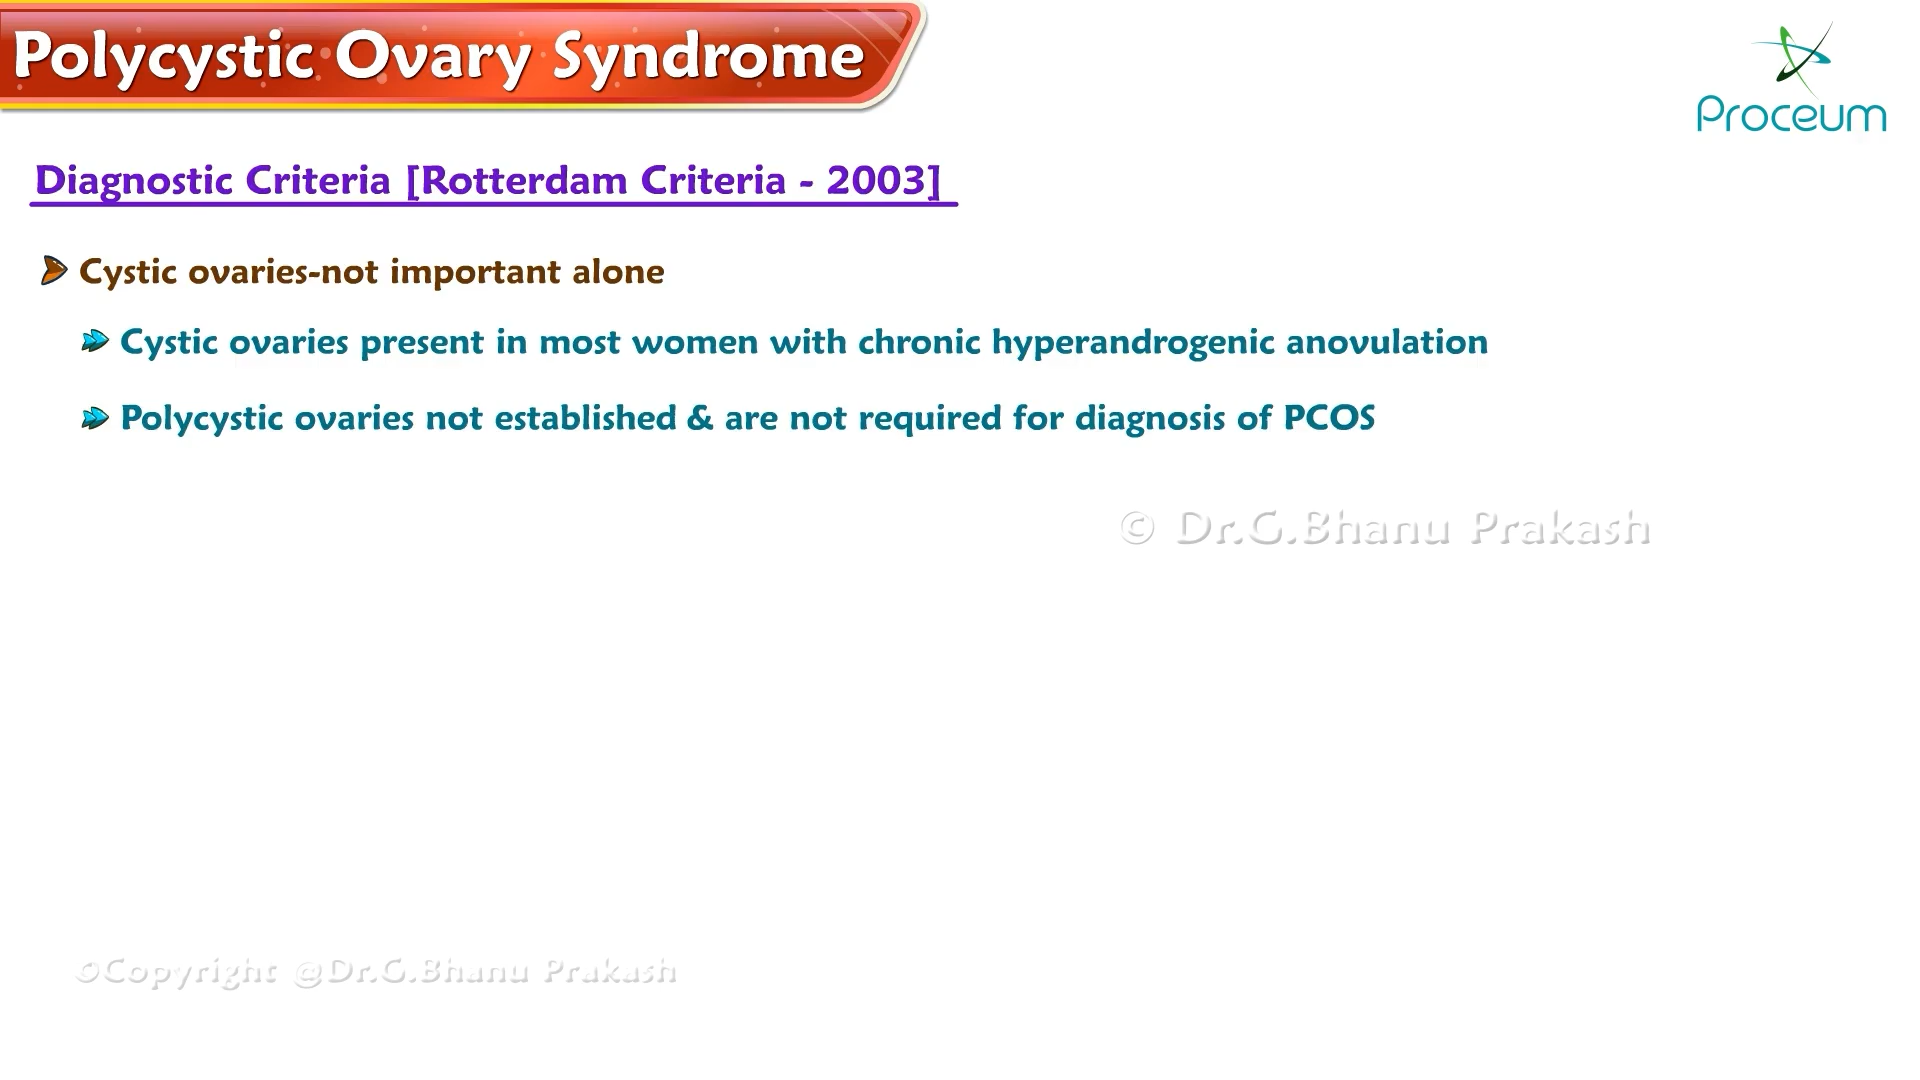 Polycystic Ovary Syndrome
Proceum
Diagnostic Criteria [Rotterdam Criteria - 2003]
Cystic ovaries-not important alone
Cystic ovaries present in most women with chronic hyperandrogenic anovulation
Polycystic ovaries not established & are not required for diagnosis of PCOS
© Dr.G.Bhanu Prakash
©Copyright @Dr.G.Bhanu Prakash